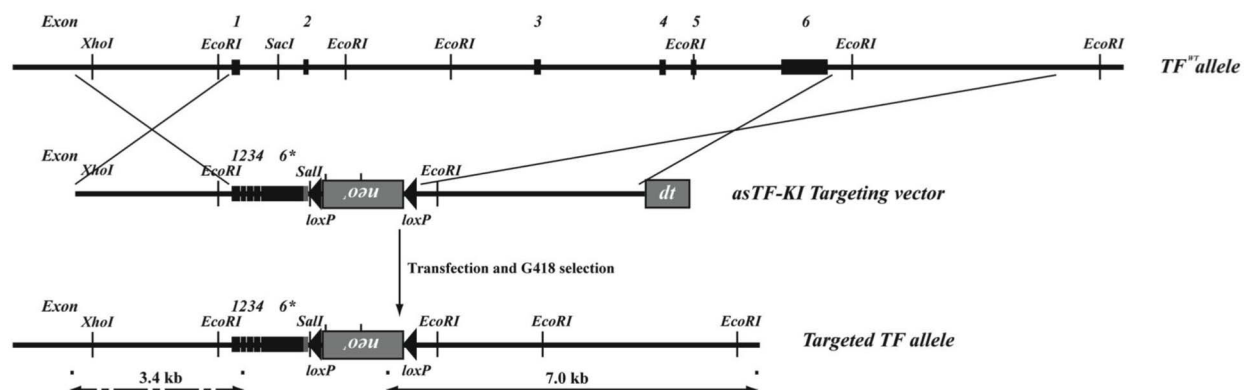 Exon 1 2 3 4 5 6
XhoI EcoRI SacI EcoRI EcoRI EcoRI EcoRI EcoRI
TF^WT allele
Exon 1234 6*
XhoI EcoRI SalI EcoRI
neo^r dt
asTF-KI Targeting vector
loxP loxP
Transfection and G418 selection
Exon 1234 6*
XhoI EcoRI SalI EcoRI EcoRI EcoRI
neo^r
Targeted TF allele
loxP loxP
3.4 kb 7.0 kb